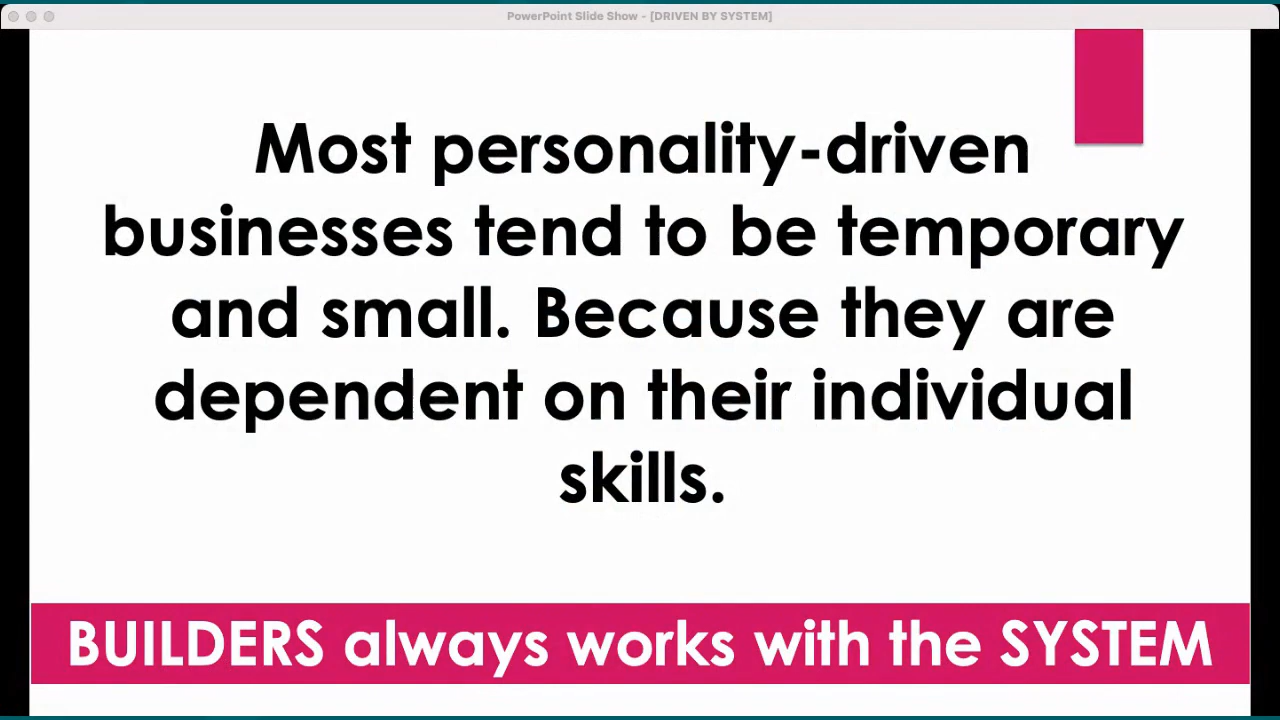 PowerPoint Slide Show - [DRIVEN BY SYSTEM]
Most personality-driven
businesses tend to be temporary
and small. Because they are
dependent on their individual
skills.
BUILDERS always works with the SYSTEM